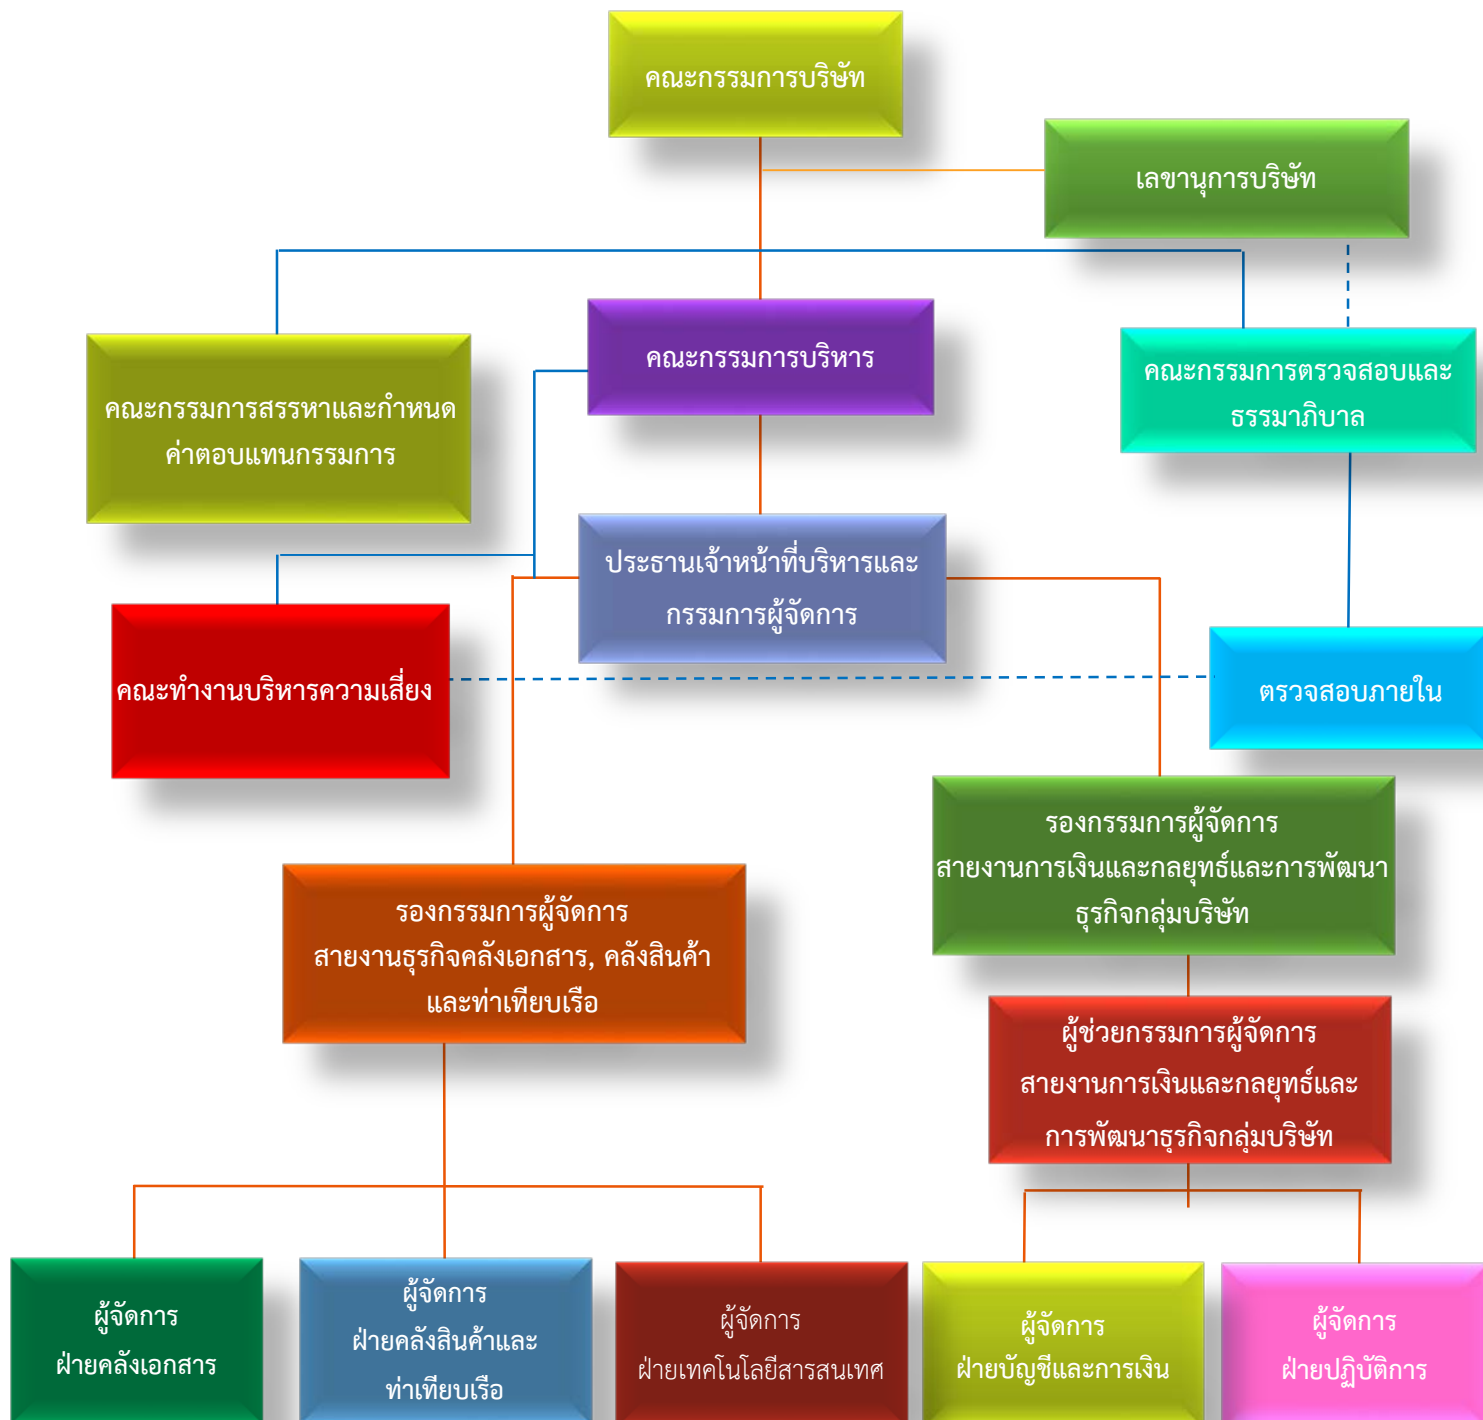 คณะกรรมการบริษัท
เลขานุการบริษัท
คณะกรรมการบริหาร
คณะกรรมการตรวจสอบและ
ธรรมาภิบาล
คณะกรรมการสรรหาและกำหนด
ค่าตอบแทนกรรมการ
ประธานเจ้าหน้าที่บริหารและ
กรรมการผู้จัดการ
คณะทำงานบริหารความเสี่ยง
ตรวจสอบภายใน
รองกรรมการผู้จัดการ
สายงานการเงินและกลยุทธ์และการพัฒนา
ธุรกิจกลุ่มบริษัท
รองกรรมการผู้จัดการ
สายงานธุรกิจคลังเอกสาร, คลังสินค้า
และท่าเทียบเรือ
ผู้ช่วยกรรมการผู้จัดการ
สายงานการเงินและกลยุทธ์และ
การพัฒนาธุรกิจกลุ่มบริษัท
ผู้จัดการ
ฝ่ายคลังเอกสาร
ผู้จัดการ
ฝ่ายคลังสินค้าและ
ท่าเทียบเรือ
ผู้จัดการ
ฝ่ายเทคโนโลยีสารสนเทศ
ผู้จัดการ
ฝ่ายบัญชีและการเงิน
ผู้จัดการ
ฝ่ายปฏิบัติการ